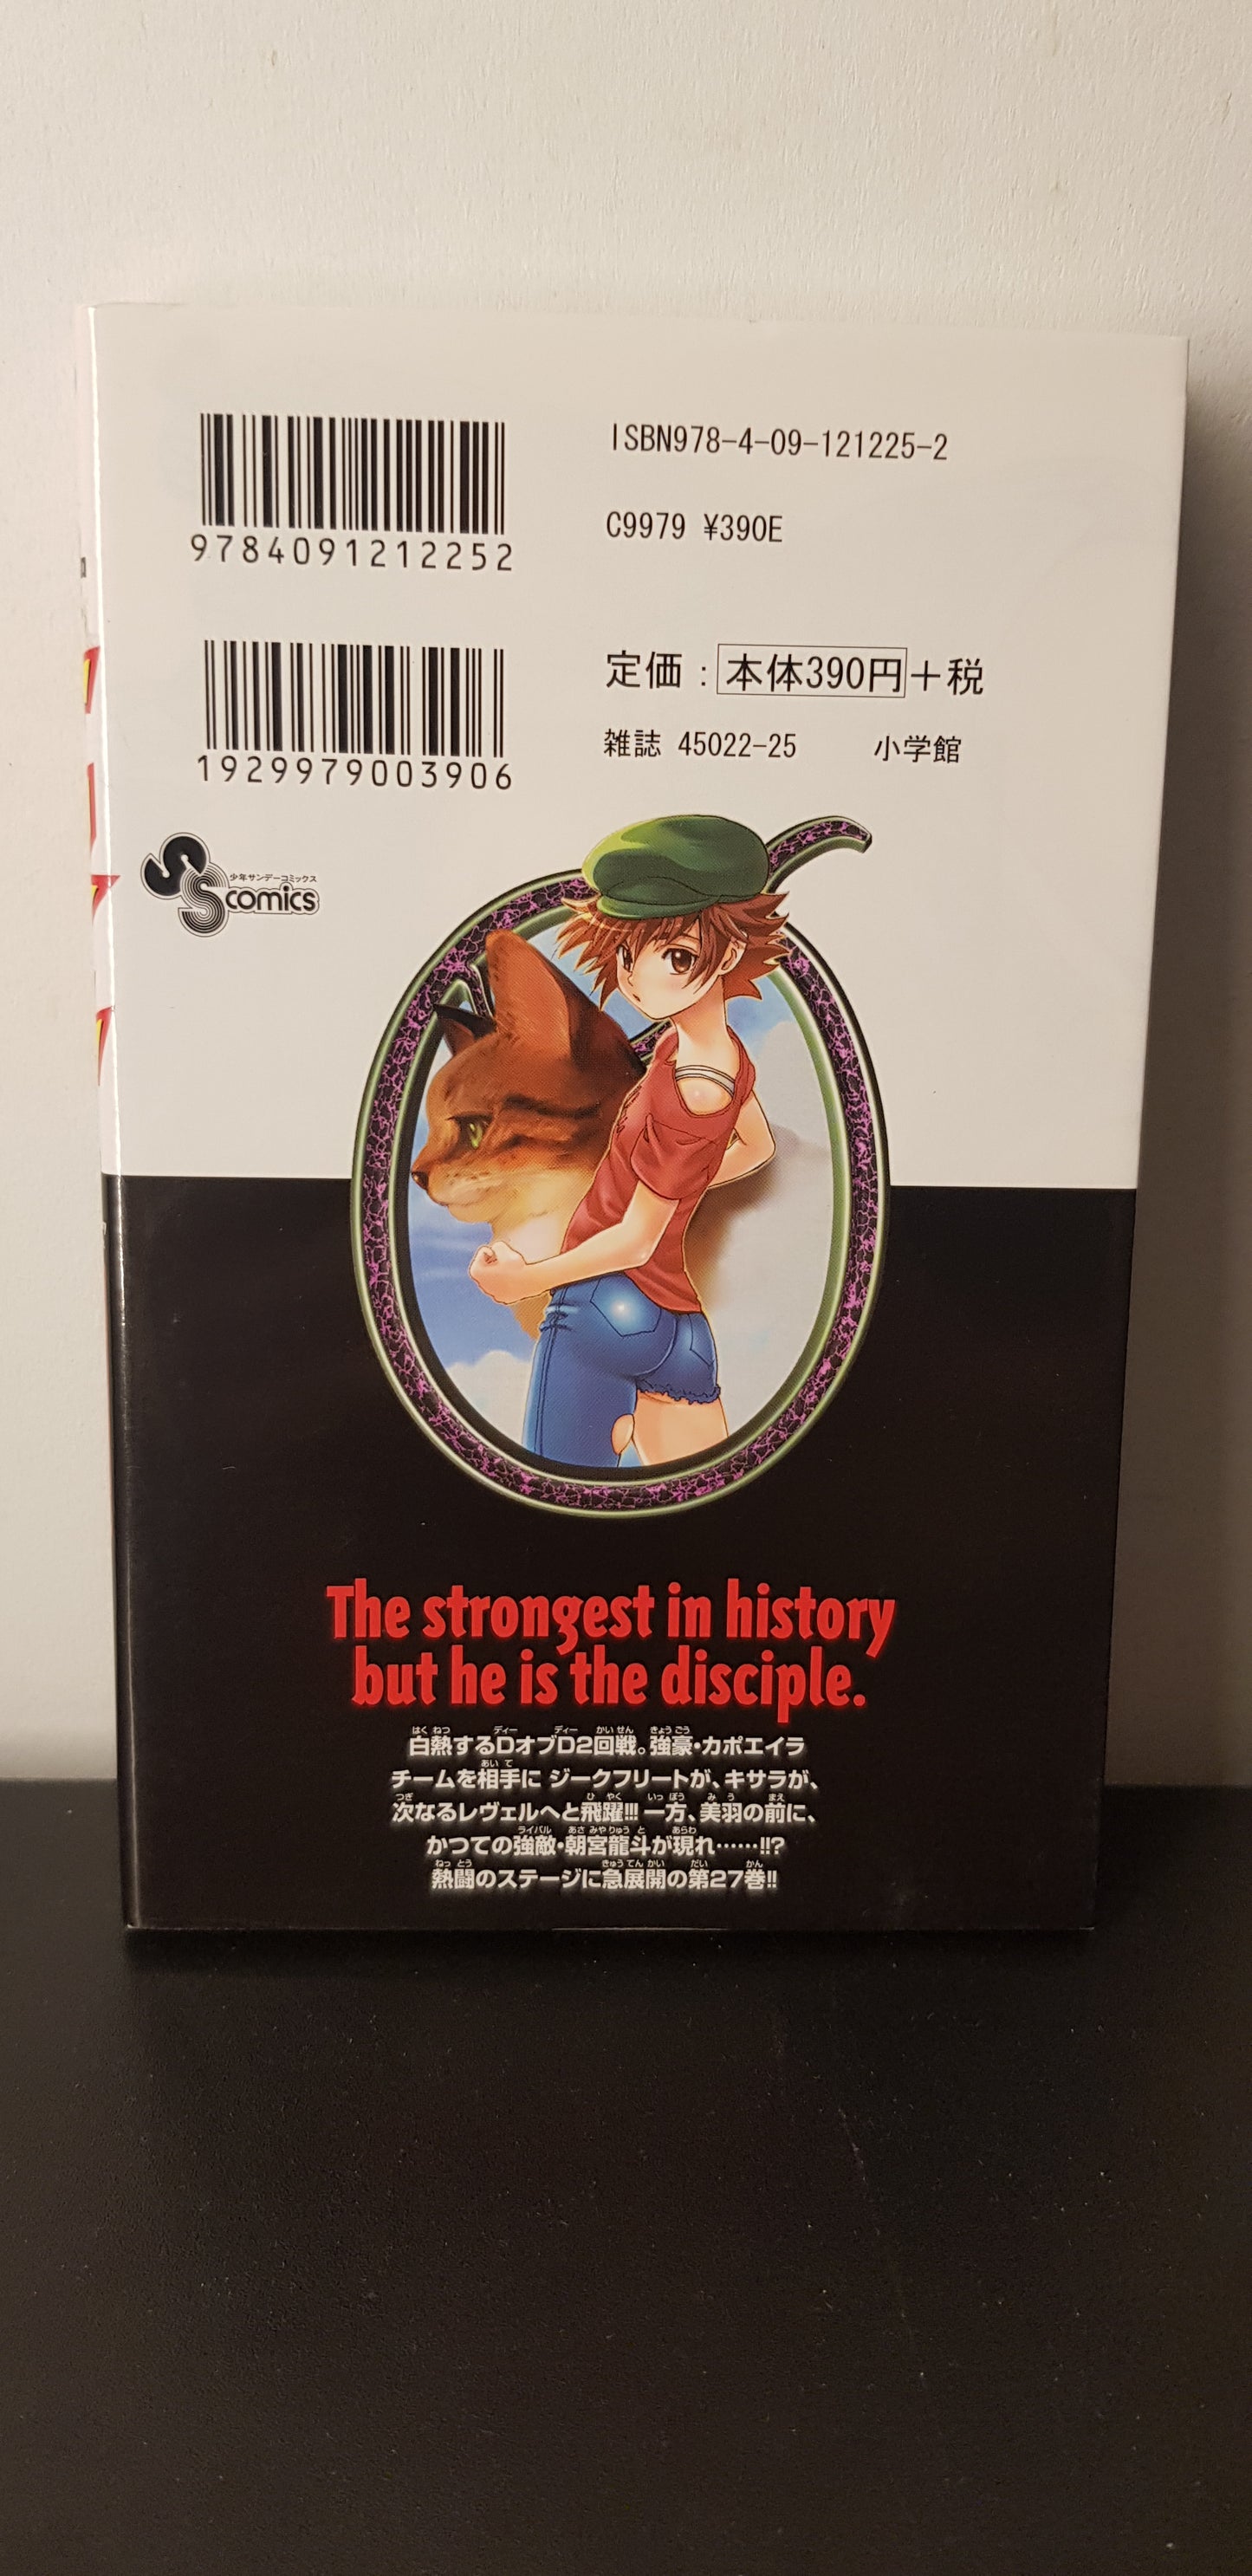 ISBN978-4-09-121225-2
9784091212252
C9979 ¥390E
定価:本体390円+税
雑誌 45022-25 小学館
1929979003906
少年サンデーコミックス
SS comics
The strongest in history
but he is the disciple.
白熱するDオブD2回戦。強豪・カポエイラ
チームを相手に ジークフリートが、キサラが、
次なるレヴェルへと飛躍!!! 一方、美羽の前に、
かつての強敵・朝宮龍斗が現れ……!!?
熱闘のステージに急展開の第27巻!!